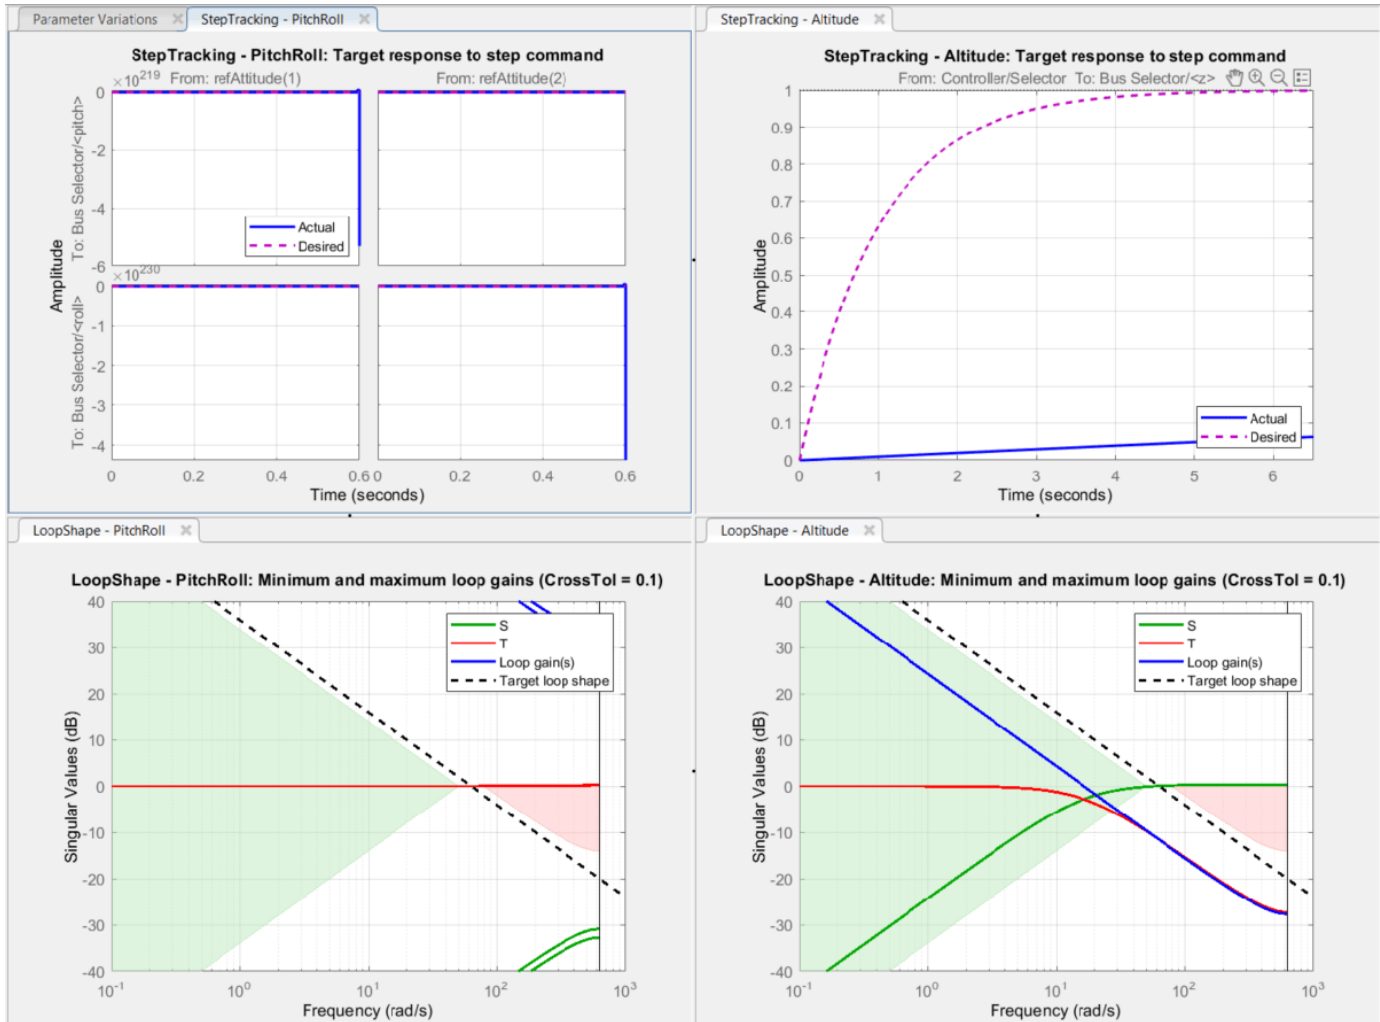 Parameter Variations
StepTracking - PitchRoll
StepTracking - PitchRoll: Target response to step command
×10^219
From: refAttitude(1)
From: refAttitude(2)
To: Bus Selector/<pitch>
0
-2
-4
-6
Actual
Desired
Amplitude
×10^230
To: Bus Selector/<roll>
0
-1
-2
-3
-4
0 0.2 0.4 0.6 0 0.2 0.4 0.6
Time (seconds)
StepTracking - Altitude
StepTracking - Altitude: Target response to step command
From: Controller/Selector To: Bus Selector/<z>
1
0.9
0.8
0.7
0.6
0.5
0.4
0.3
0.2
0.1
0
Amplitude
Actual
Desired
0 1 2 3 4 5 6
Time (seconds)
LoopShape - PitchRoll
LoopShape - PitchRoll: Minimum and maximum loop gains (CrossTol = 0.1)
40
30
20
10
0
-10
-20
-30
-40
Singular Values (dB)
S
T
Loop gain(s)
Target loop shape
10^-1 10^0 10^1 10^2 10^3
Frequency (rad/s)
LoopShape - Altitude
LoopShape - Altitude: Minimum and maximum loop gains (CrossTol = 0.1)
40
30
20
10
0
-10
-20
-30
-40
Singular Values (dB)
S
T
Loop gain(s)
Target loop shape
10^-1 10^0 10^1 10^2 10^3
Frequency (rad/s)